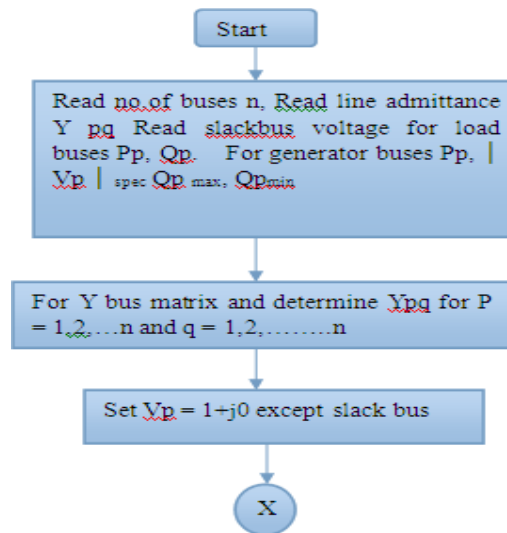 Start
Read no.of buses n, Read line admittance
Y pq Read slackbus voltage for load
buses Pp, Qp. For generator buses Pp, |
Vp | spec Qp max, Qpmin
For Y bus matrix and determine Ypq for P
= 1,2,...n and q = 1,2,........n
Set Vp = 1+j0 except slack bus
X